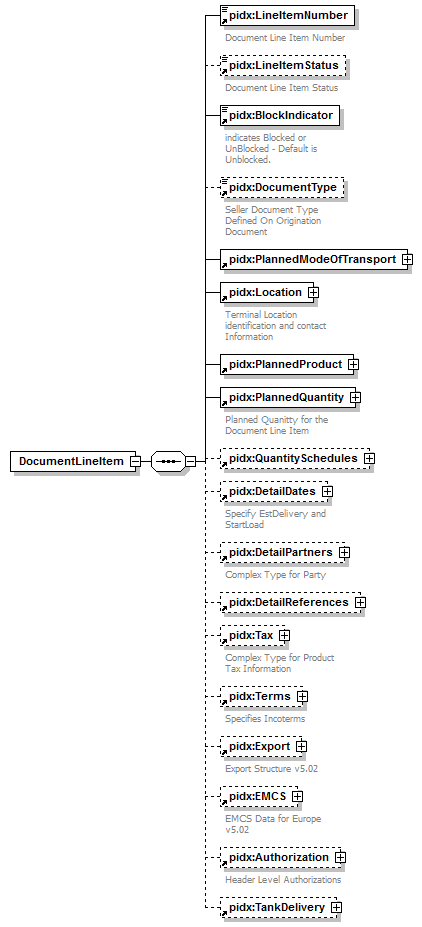 pidx:LineItemNumber
Document Line Item Number
pidx:LineItemStatus
Document Line Item Status
pidx:BlockIndicator
indicates Blocked or
UnBlocked - Default is
Unblocked.
pidx:DocumentType
Seller Document Type
Defined On Origination
Document
pidx:PlannedModeOfTransport
pidx:Location
Terminal Location
identification and contact
Information
pidx:PlannedProduct
pidx:PlannedQuantity
Planned Quanitty for the
Document Line Item
DocumentLineItem
pidx:QuantitySchedules
pidx:DetailDates
Specify EstDelivery and
StartLoad
pidx:DetailPartners
Complex Type for Party
pidx:DetailReferences
pidx:Tax
Complex Type for Product
Tax Information
pidx:Terms
Specifies Incoterms
pidx:Export
Export Structure v5.02
pidx:EMCS
EMCS Data for Europe
v5.02
pidx:Authorization
Header Level Authorizations
pidx:TankDelivery